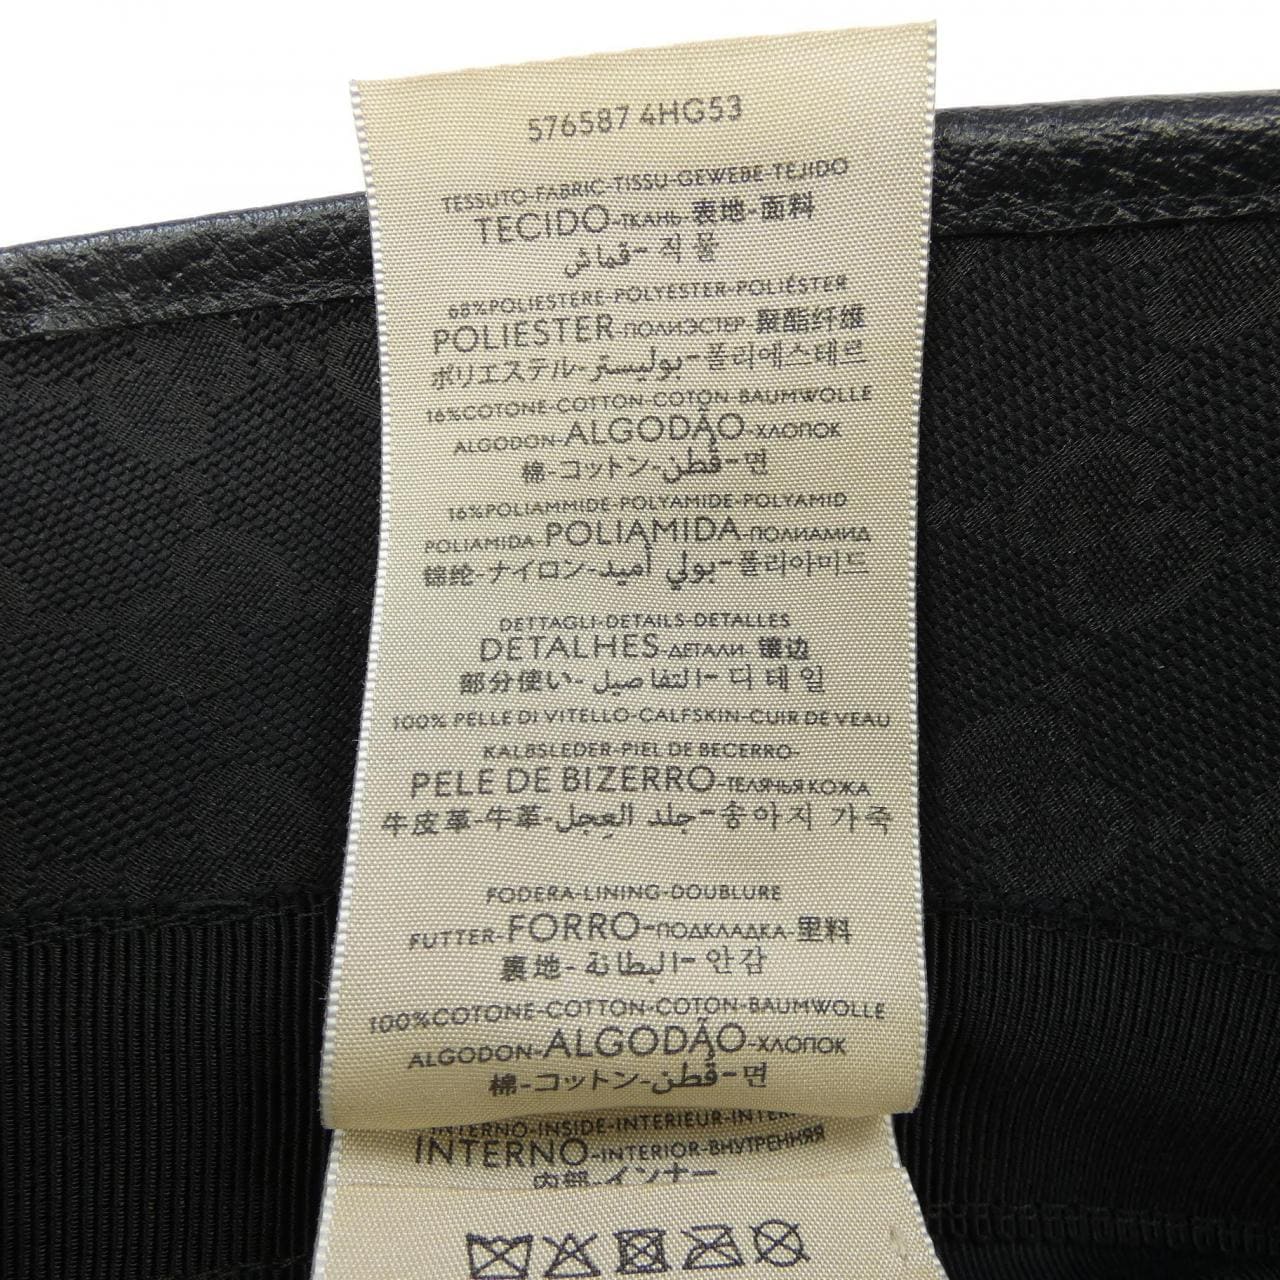 576587 4HG53
TESSUTO-FABRIC-TISSU-GEWEBE-TEJIDO
TECIDO-ТКАНЬ-表地-面料
قماش-직물
68%POLIESTERE-POLYESTER-POLIÉSTER
POLIESTER-ПОЛИЭСТЕР-聚酯纤维
ポリエステル-بوليستر-폴리에스테르
16%COTONE-COTTON-COTON-BAUMWOLLE
ALGODON-ALGODÃO-ХЛОПОК
棉-コットン-قطن-면
16%POLIAMMIDE-POLYAMIDE-POLYAMID
POLIAMIDA-POLIAMIDA-ПОЛИАМИД
锦纶-ナイロン-بولي أميد-폴리아미드
DETTAGLI-DETAILS-DETALLES
DETALHES-ДЕТАЛИ-镶边
部分使い-التفاصيل-디테일
100% PELLE DI VITELLO-CALFSKIN-CUIR DE VEAU
KALBSLEDER-PIEL DE BECERRO-
PELE DE BIZERRO-ТЕЛЯЧЬЯ КОЖА
牛皮革-牛革-جلد العجل-송아지 가죽
FODERA-LINING-DOUBLURE
FUTTER-FORRO-ПОДКЛАДКА-里料
裏地-البطانة-안감
100%COTONE-COTTON-COTON-BAUMWOLLE
ALGODON-ALGODÃO-ХЛОПОК
棉-コットン-قطن-면
INTERNO-INSIDE-INTERIEUR-
INTERNO-INTERIOR-ВНУТРЕННЯЯ
内部-インナー